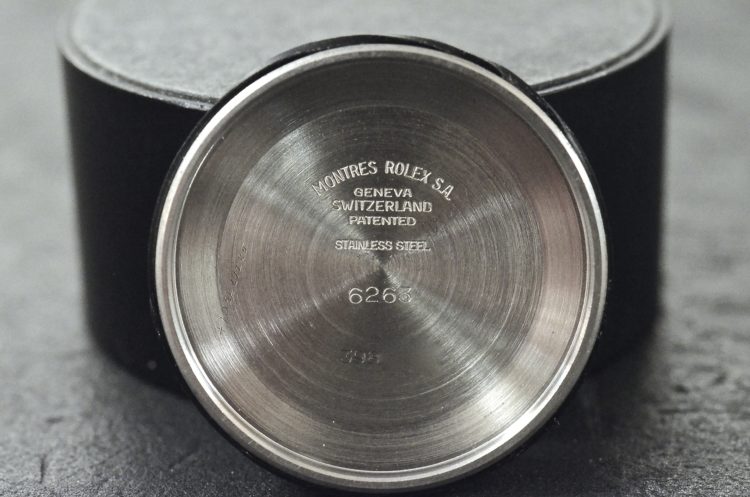 MONTRES ROLEX S.A.
GENEVA
SWITZERLAND
PATENTED
STAINLESS STEEL
6263